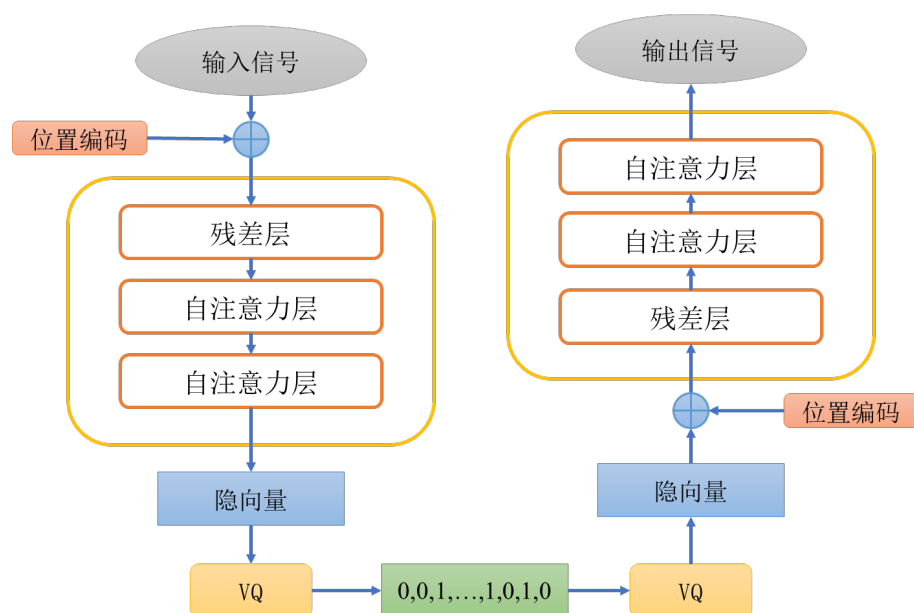 输入信号
位置编码
残差层
自注意力层
自注意力层
隐向量
VQ
0,0,1,…,1,0,1,0
VQ
隐向量
位置编码
残差层
自注意力层
自注意力层
输出信号